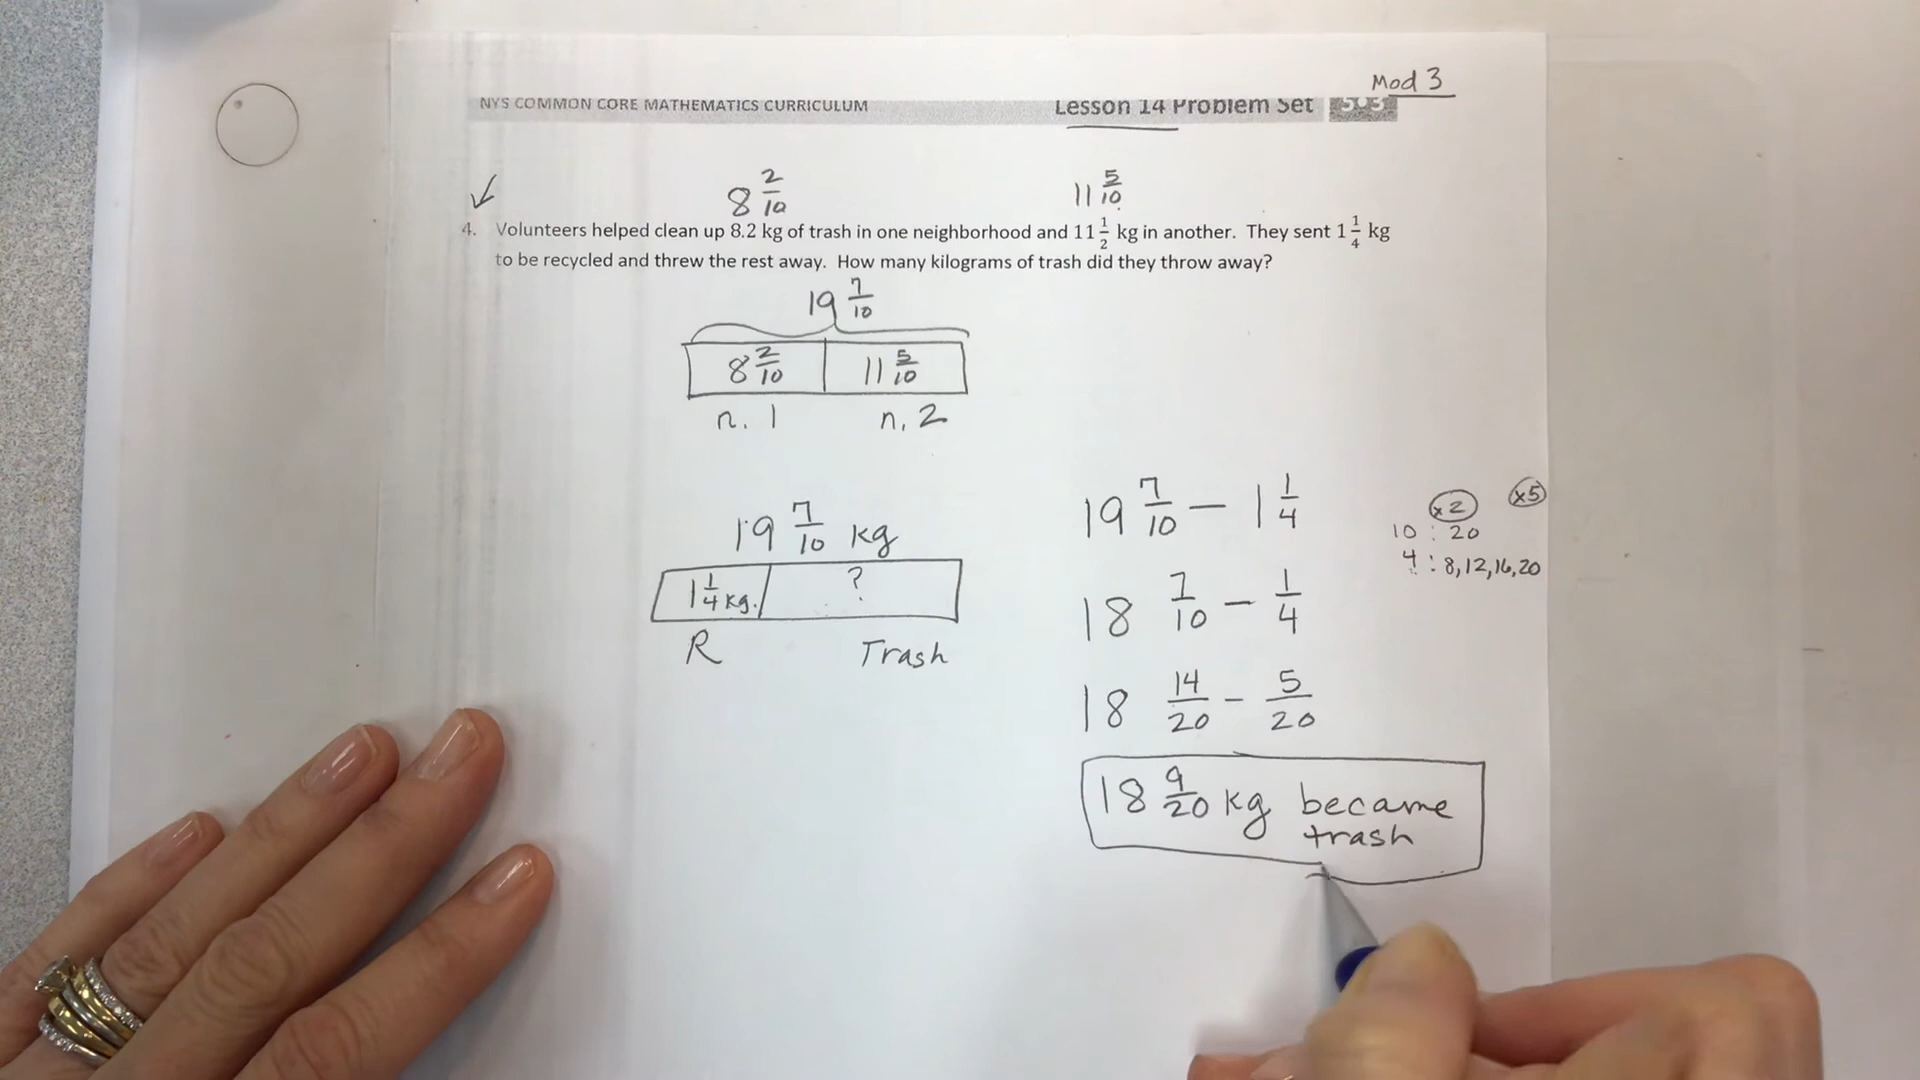 Mod 3
NYS COMMON CORE MATHEMATICS CURRICULUM Lesson 14 Problem Set 5•3
8 2/10 11 5/10
4. Volunteers helped clean up 8.2 kg of trash in one neighborhood and 11 1/2 kg in another. They sent 1 1/4 kg
to be recycled and threw the rest away. How many kilograms of trash did they throw away?
19 7/10
8 2/10 11 5/10
n. 1 n. 2
19 7/10 kg
1 1/4 kg. ?
R Trash
19 7/10 - 1 1/4
x2 x5
10 : 20
4 : 8, 12, 16, 20
18 7/10 - 1/4
18 14/20 - 5/20
18 9/20 kg became
trash